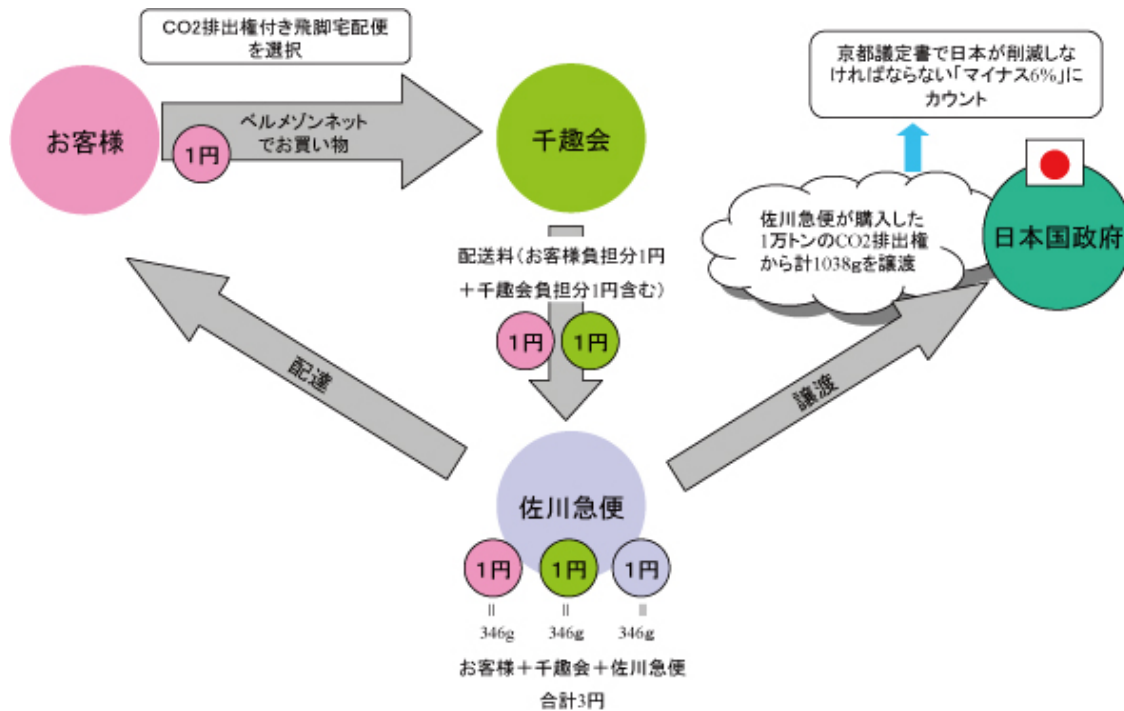 CO2排出権付き飛脚宅配便
を選択
お客様
ベルメゾンネット
でお買い物
1円
千趣会
京都議定書で日本が削減しな
ければならない「マイナス6%」に
カウント
佐川急便が購入した
1万トンのCO2排出権
から計1038gを譲渡
日本国政府
配送料(お客様負担分1円
+千趣会負担分1円含む)
1円
1円
配達
譲渡
佐川急便
1円
1円
1円
=
=
=
346g
346g
346g
お客様+千趣会+佐川急便
合計3円